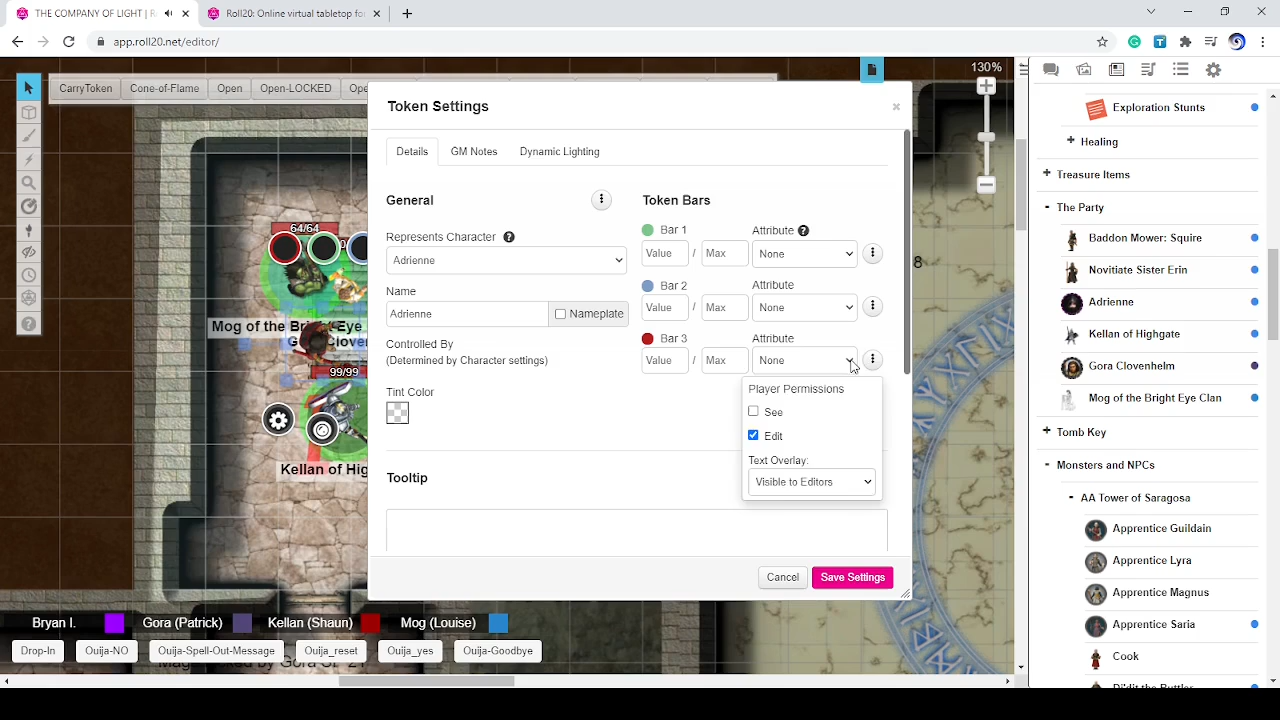 THE COMPANY OF LIGHT | R
Roll20: Online virtual tabletop fo
app.roll20.net/editor/
130%
CarryToken
Cone-of-Flame
Open
Open-LOCKED
Ope
Token Settings
Details
GM Notes
Dynamic Lighting
General
Token Bars
Represents Character
Adrienne
Bar 1
Attribute
Value / Max
None
Name
Adrienne
Nameplate
Bar 2
Attribute
Value / Max
None
Controlled By
(Determined by Character settings)
Bar 3
Attribute
Value / Max
None
Tint Color
Player Permissions
See
Edit
Text Overlay:
Visible to Editors
Tooltip
Cancel
Save Settings
64/64
Mog of the Bright Eye
99/99
Kellan of Hig
8
Bryan I.
Gora (Patrick)
Kellan (Shaun)
Mog (Louise)
Drop-In
Ouija-NO
Ouija-Spell-Out-Message
Ouija_reset
Ouija_yes
Ouija-Goodbye
Exploration Stunts
Healing
Treasure Items
The Party
Baddon Mower: Squire
Novitiate Sister Erin
Adrienne
Kellan of Highgate
Gora Clovenhelm
Mog of the Bright Eye Clan
Tomb Key
Monsters and NPCs
AA Tower of Saragosa
Apprentice Guildain
Apprentice Lyra
Apprentice Magnus
Apprentice Saria
Cook